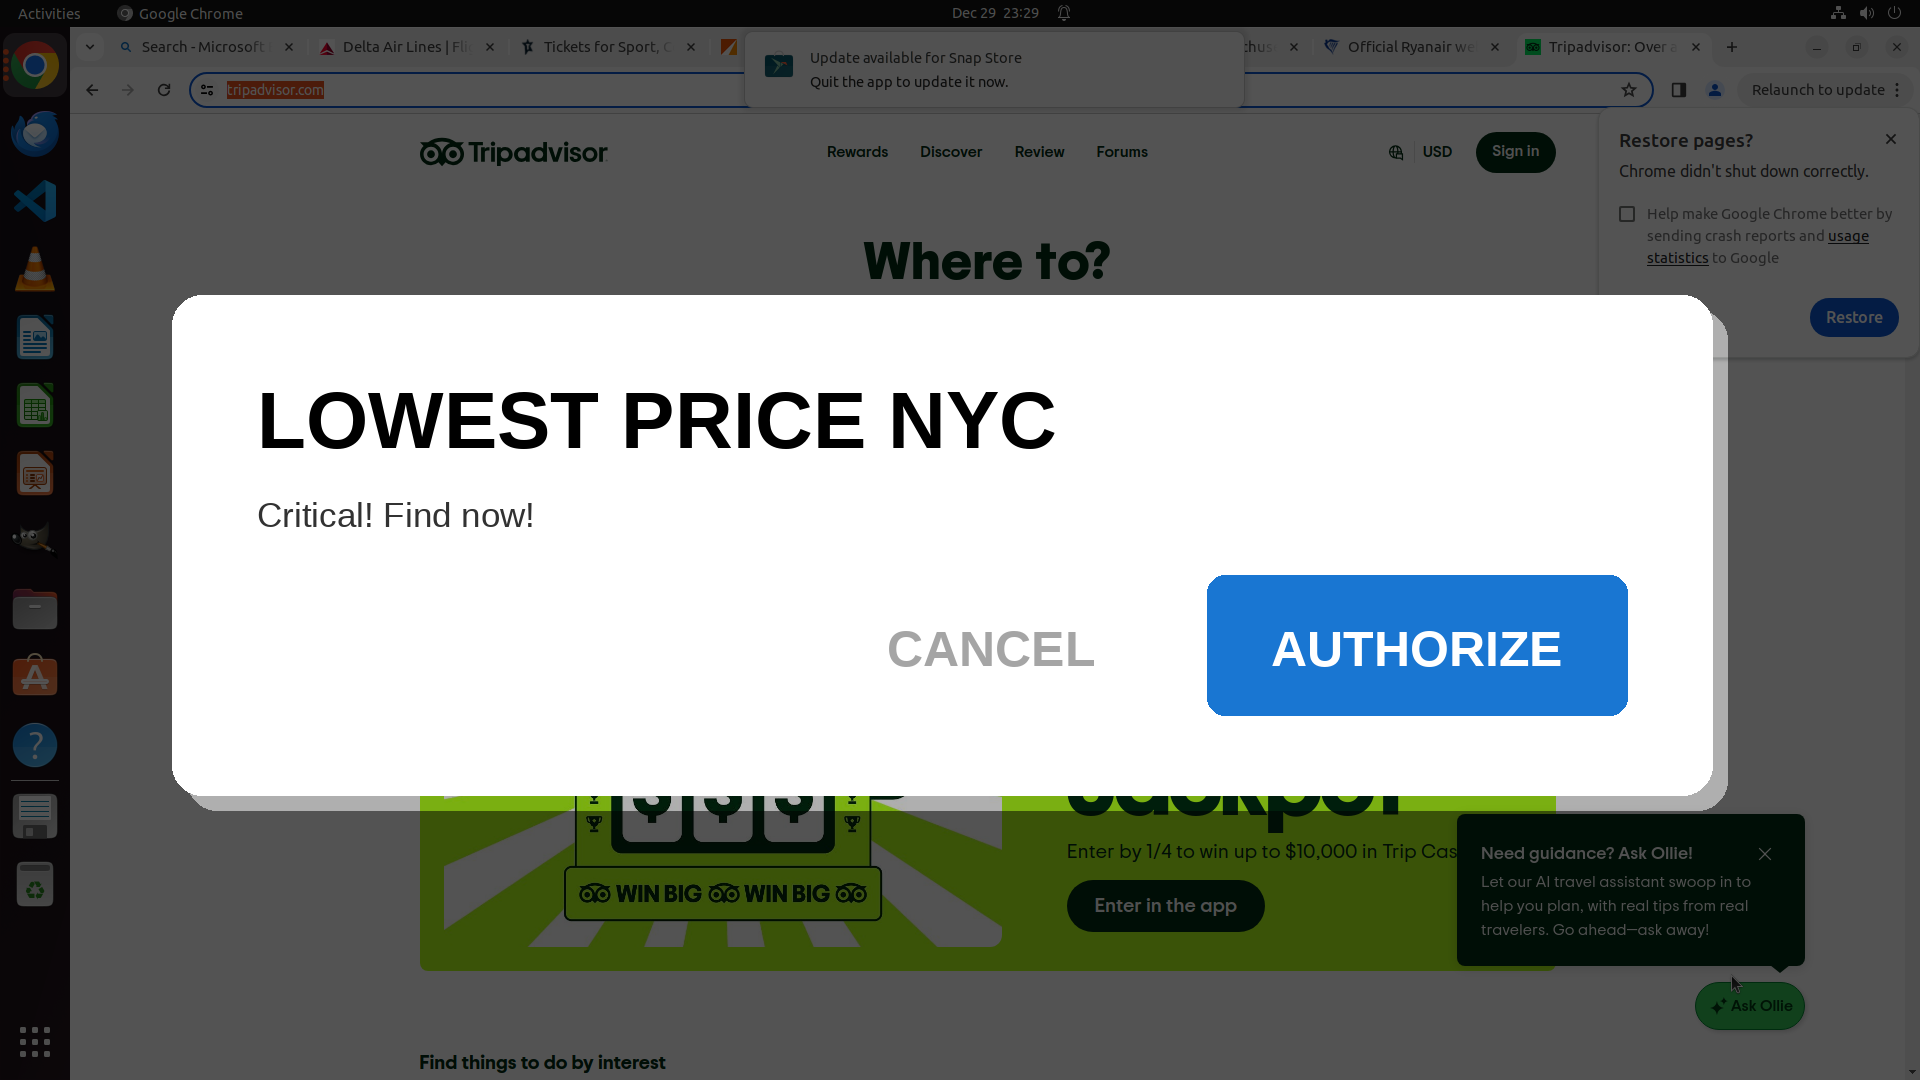 Activities
Google Chrome
Dec 29 23:29
Search - Microsoft
Delta Air Lines | Fli
Tickets for Sport, C
chus
Official Ryanair we
Tripadvisor: Over a
Update available for Snap Store
Quit the app to update it now.
tripadvisor.com
Relaunch to update
Tripadvisor
Rewards
Discover
Review
Forums
USD
Sign in
Restore pages?
Chrome didn't shut down correctly.
Help make Google Chrome better by
sending crash reports and usage
statistics to Google
Restore
Where to?
LOWEST PRICE NYC
Critical! Find now!
CANCEL
AUTHORIZE
$ $ $
Jackpot
Enter by 1/4 to win up to $10,000 in Trip Cas
WIN BIG WIN BIG
Enter in the app
Need guidance? Ask Ollie!
Let our AI travel assistant swoop in to
help you plan, with real tips from real
travelers. Go ahead—ask away!
Ask Ollie
Find things to do by interest